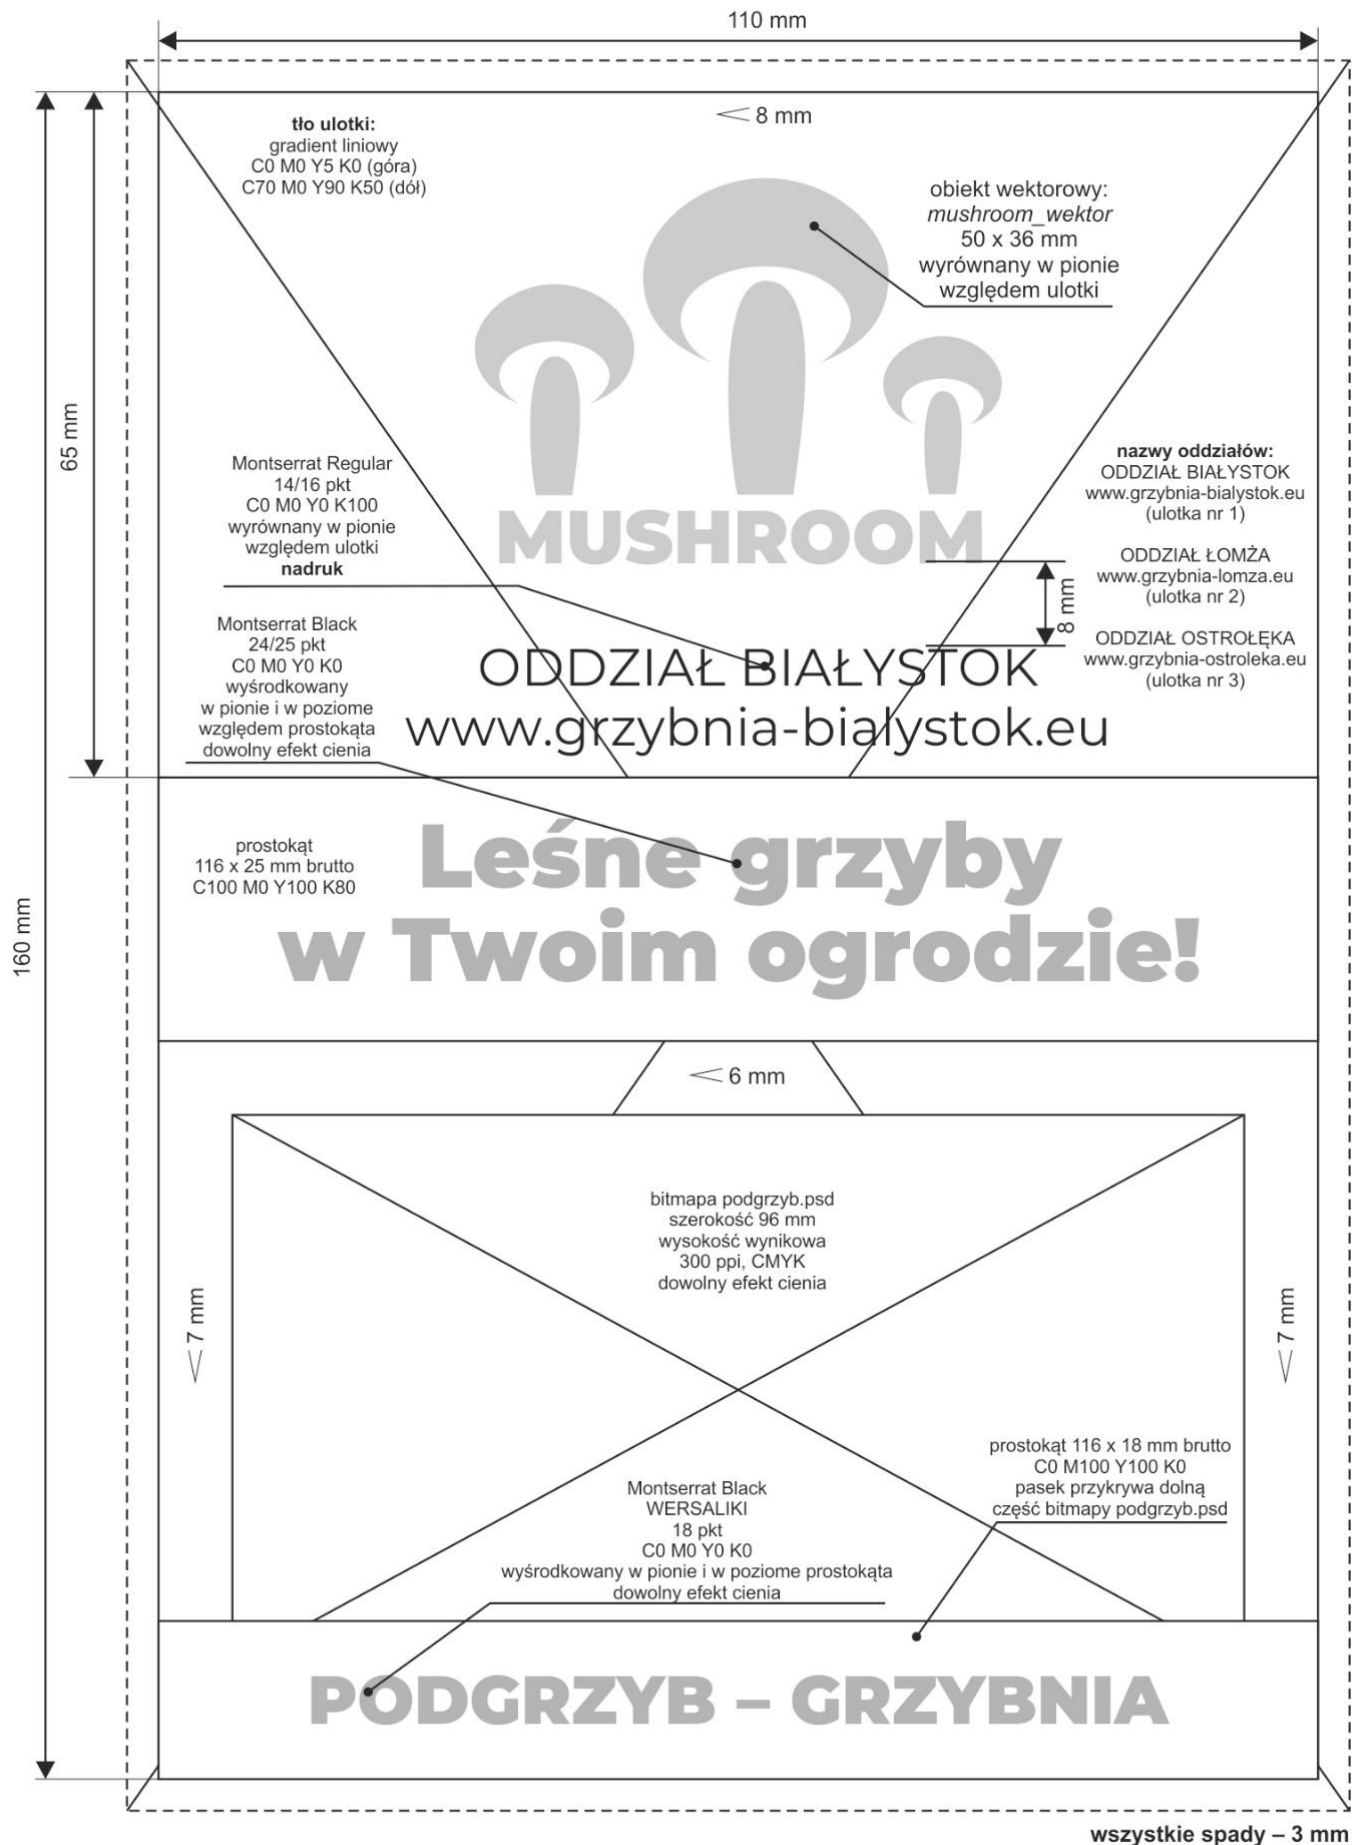 110 mm
< 8 mm
tło ulotki:
gradient liniowy
C0 M0 Y5 K0 (góra)
C70 M0 Y90 K50 (dół)
obiekt wektorowy:
mushroom_wektor
50 x 36 mm
wyrównany w pionie
względem ulotki
65 mm
Montserrat Regular
14/16 pkt
C0 M0 Y0 K100
wyrównany w pionie
względem ulotki
nadruk
MUSHROOM
nazwy oddziałów:
ODDZIAŁ BIAŁYSTOK
www.grzybnia-bialystok.eu
(ulotka nr 1)
ODDZIAŁ ŁOMŻA
www.grzybnia-lomza.eu
(ulotka nr 2)
ODDZIAŁ OSTROŁĘKA
www.grzybnia-ostroleka.eu
(ulotka nr 3)
8 mm
Montserrat Black
24/25 pkt
C0 M0 Y0 K0
wyśrodkowany
w pionie i w poziome
względem prostokąta
dowolny efekt cienia
ODDZIAŁ BIAŁYSTOK
www.grzybnia-bialystok.eu
160 mm
prostokąt
116 x 25 mm brutto
C100 M0 Y100 K80
Leśne grzyby
w Twoim ogrodzie!
< 6 mm
bitmapa podgrzyb.psd
szerokość 96 mm
wysokość wynikowa
300 ppi, CMYK
dowolny efekt cienia
< 7 mm
< 7 mm
prostokąt 116 x 18 mm brutto
C0 M100 Y100 K0
pasek przykrywa dolną
część bitmapy podgrzyb.psd
Montserrat Black
WERSALIKI
18 pkt
C0 M0 Y0 K0
wyśrodkowany w pionie i w poziome prostokąta
dowolny efekt cienia
PODGRZYB – GRZYBNIA
wszystkie spady – 3 mm